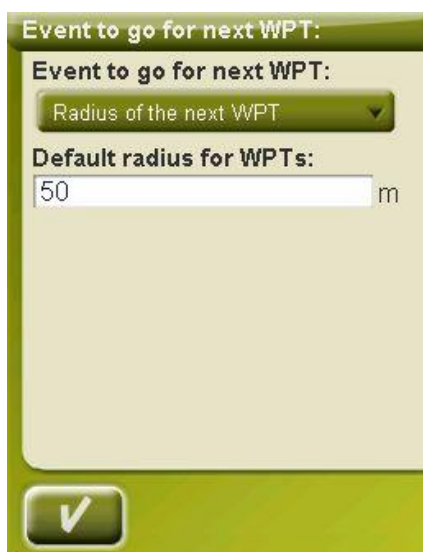 Event to go for next WPT:
Event to go for next WPT:
Radius of the next WPT
Default radius for WPTs:
50 m